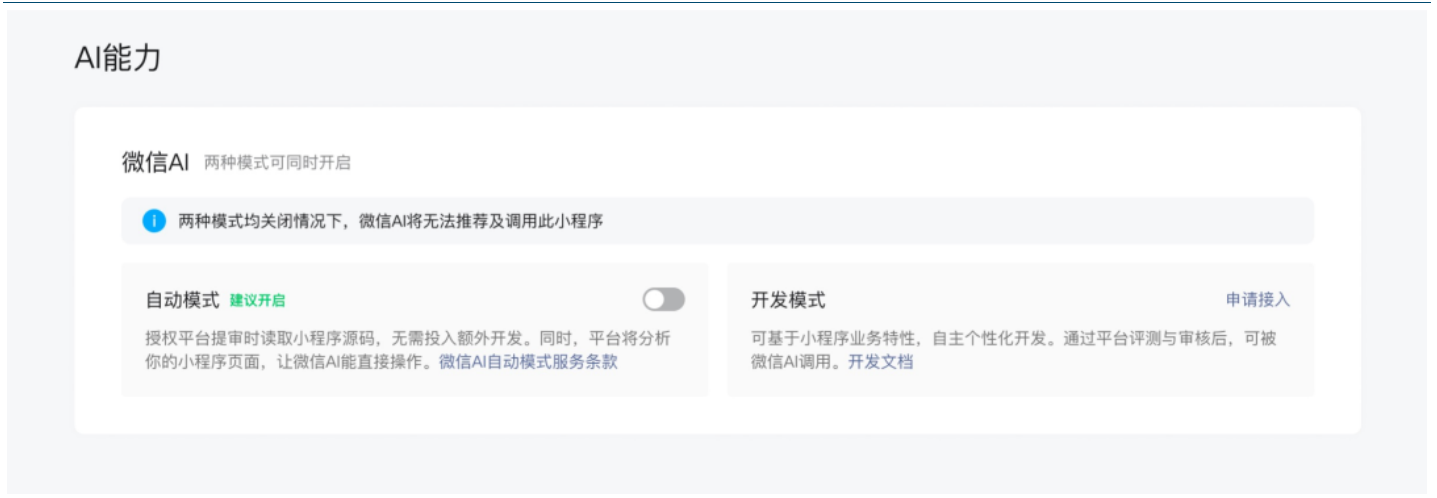 AI能力
微信AI 两种模式可同时开启
两种模式均关闭情况下，微信AI将无法推荐及调用此小程序
自动模式 建议开启
授权平台提审时读取小程序源码，无需投入额外开发。同时，平台将分析
你的小程序页面，让微信AI能直接操作。微信AI自动模式服务条款
开发模式 申请接入
可基于小程序业务特性，自主个性化开发。通过平台评测与审核后，可被
微信AI调用。开发文档